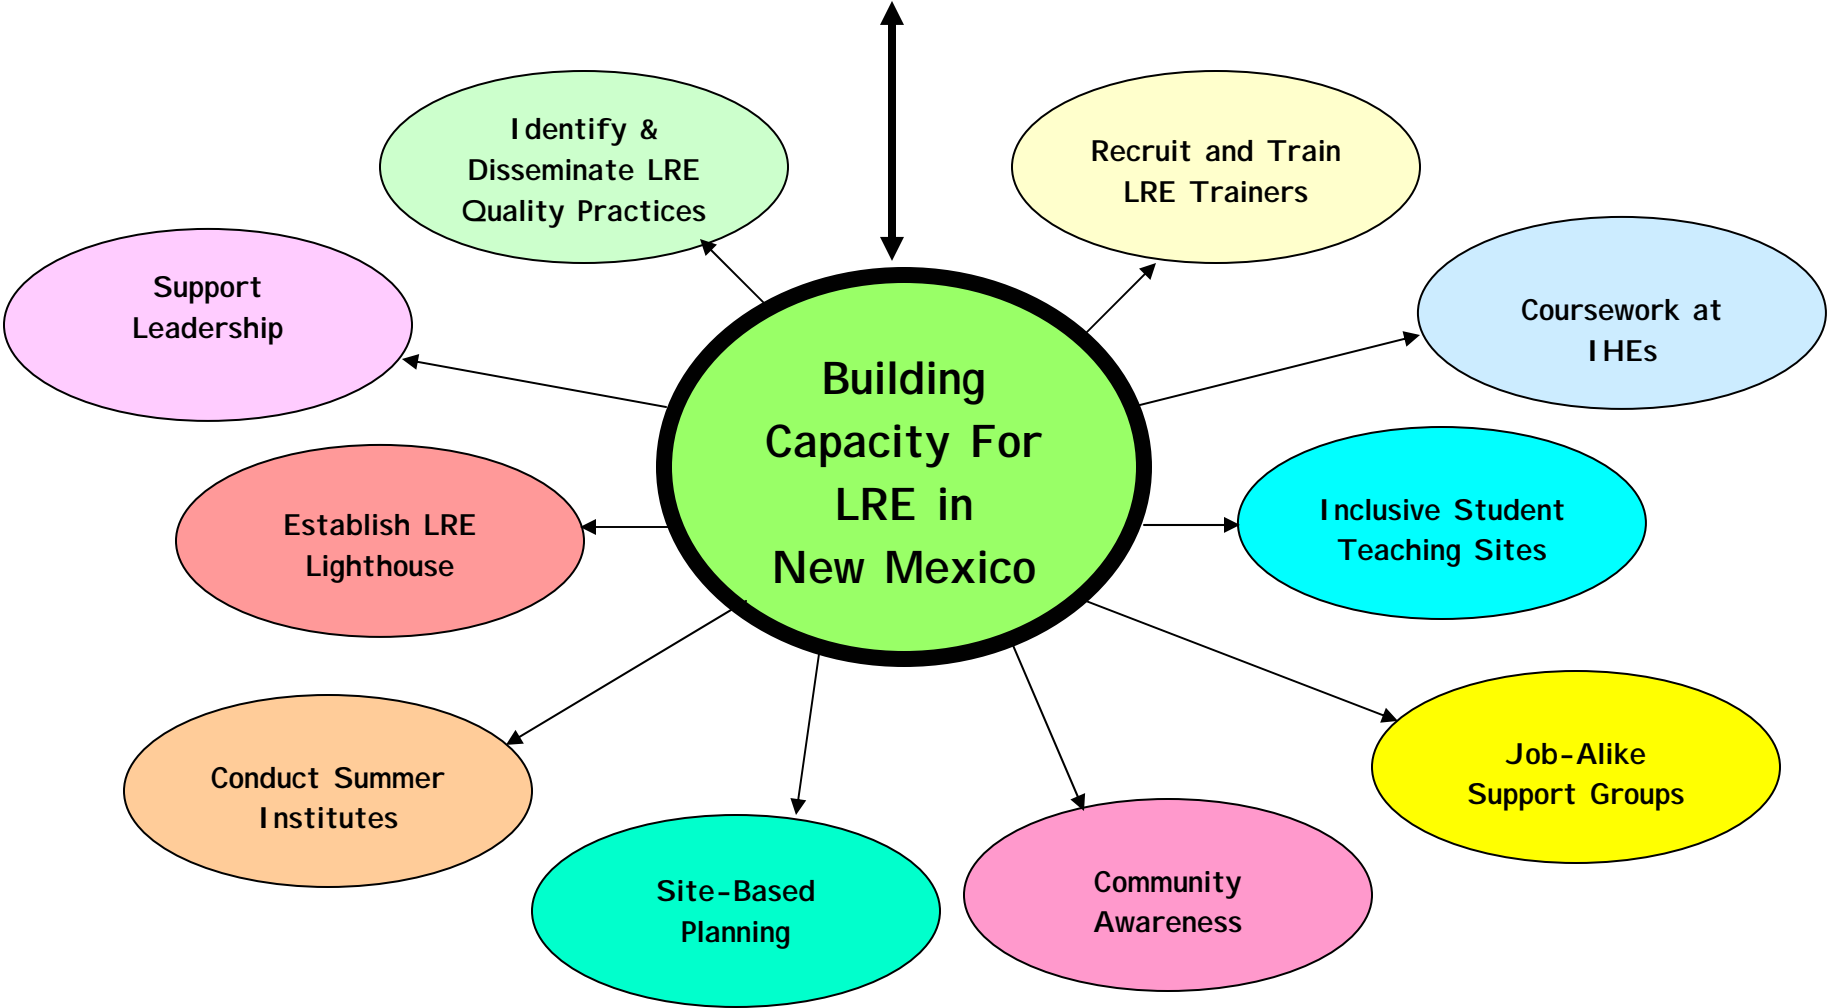 Identify &
Disseminate LRE
Quality Practices
Recruit and Train
LRE Trainers
Support
Leadership
Coursework at
IHEs
Building
Capacity For
LRE in
New Mexico
Establish LRE
Lighthouse
Inclusive Student
Teaching Sites
Conduct Summer
Institutes
Job-Alike
Support Groups
Site-Based
Planning
Community
Awareness